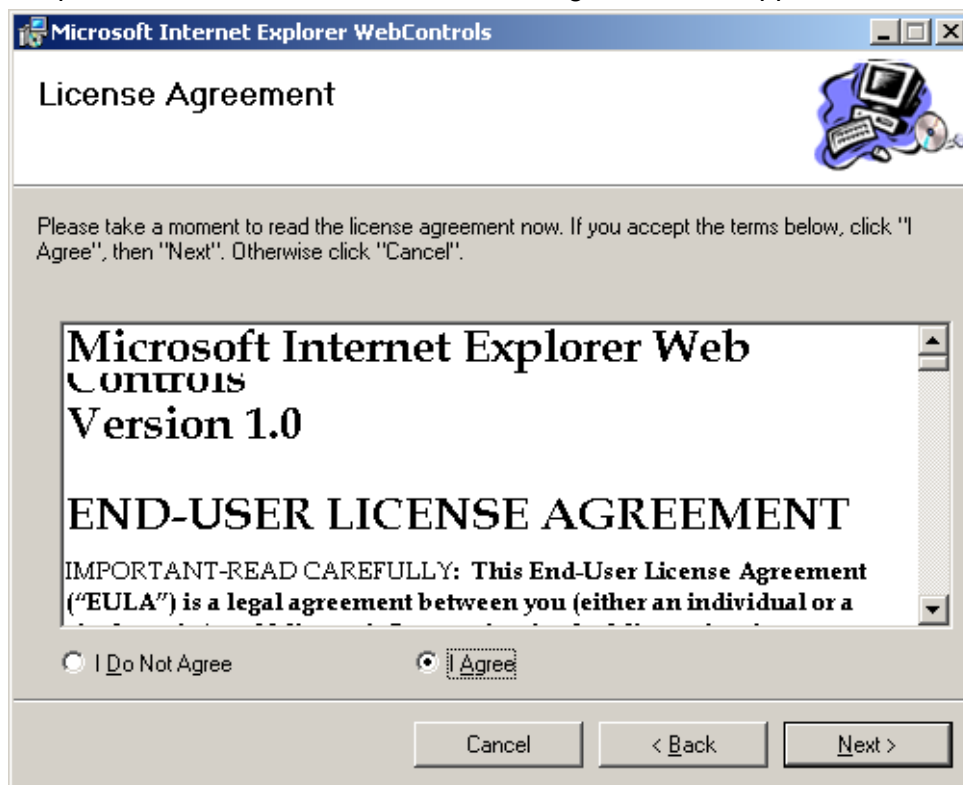 Microsoft Internet Explorer WebControls
License Agreement
Please take a moment to read the license agreement now. If you accept the terms below, click "I
Agree", then "Next". Otherwise click "Cancel".
Microsoft Internet Explorer Web
Controls
Version 1.0
END-USER LICENSE AGREEMENT
IMPORTANT-READ CAREFULLY: This End-User License Agreement
(“EULA”) is a legal agreement between you (either an individual or a
I Do Not Agree
I Agree
Cancel
< Back
Next >